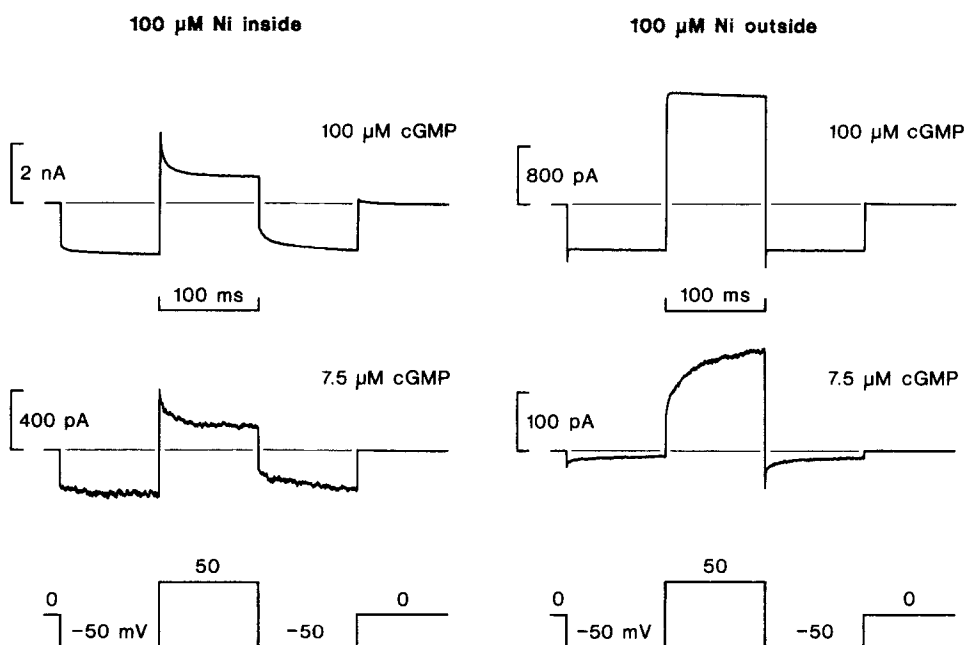 100 µM Ni inside
100 µM Ni outside
100 µM cGMP
2 nA
100 ms
100 µM cGMP
800 pA
100 ms
7.5 µM cGMP
400 pA
7.5 µM cGMP
100 pA
50
0
0
-50 mV
-50
50
0
0
-50 mV
-50